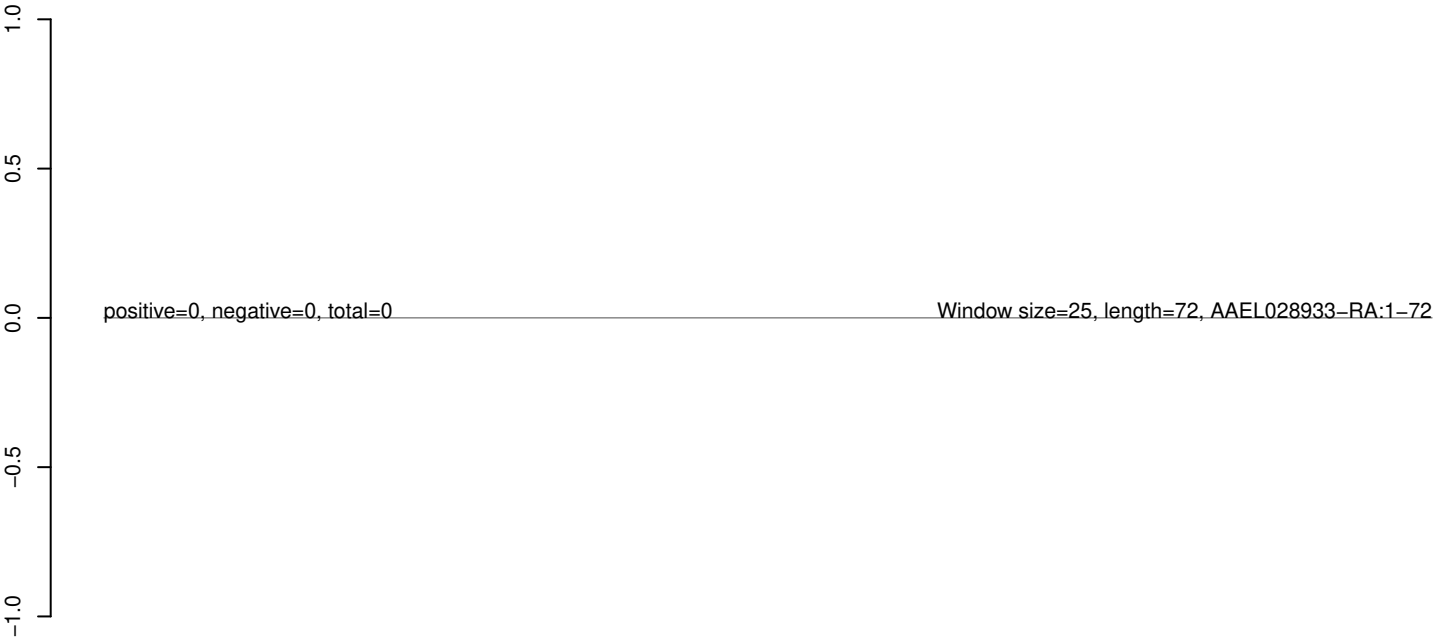 1.0
0.5
0.0
−0.5
−1.0
positive=0, negative=0, total=0
Window size=25, length=72, AAEL028933−RA:1−72